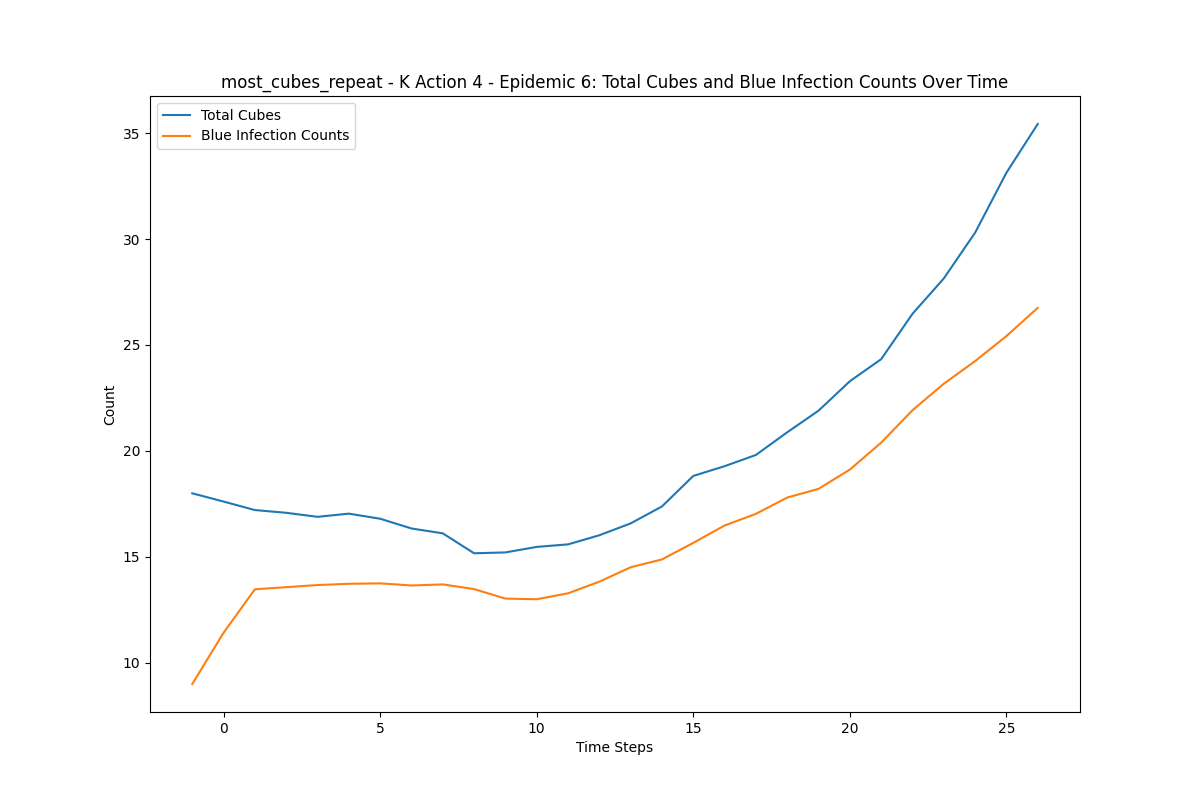 most_cubes_repeat - K Action 4 - Epidemic 6: Total Cubes and Blue Infection Counts Over Time
Total Cubes
Blue Infection Counts
35
30
25
20
15
10
Count
0 5 10 15 20 25
Time Steps